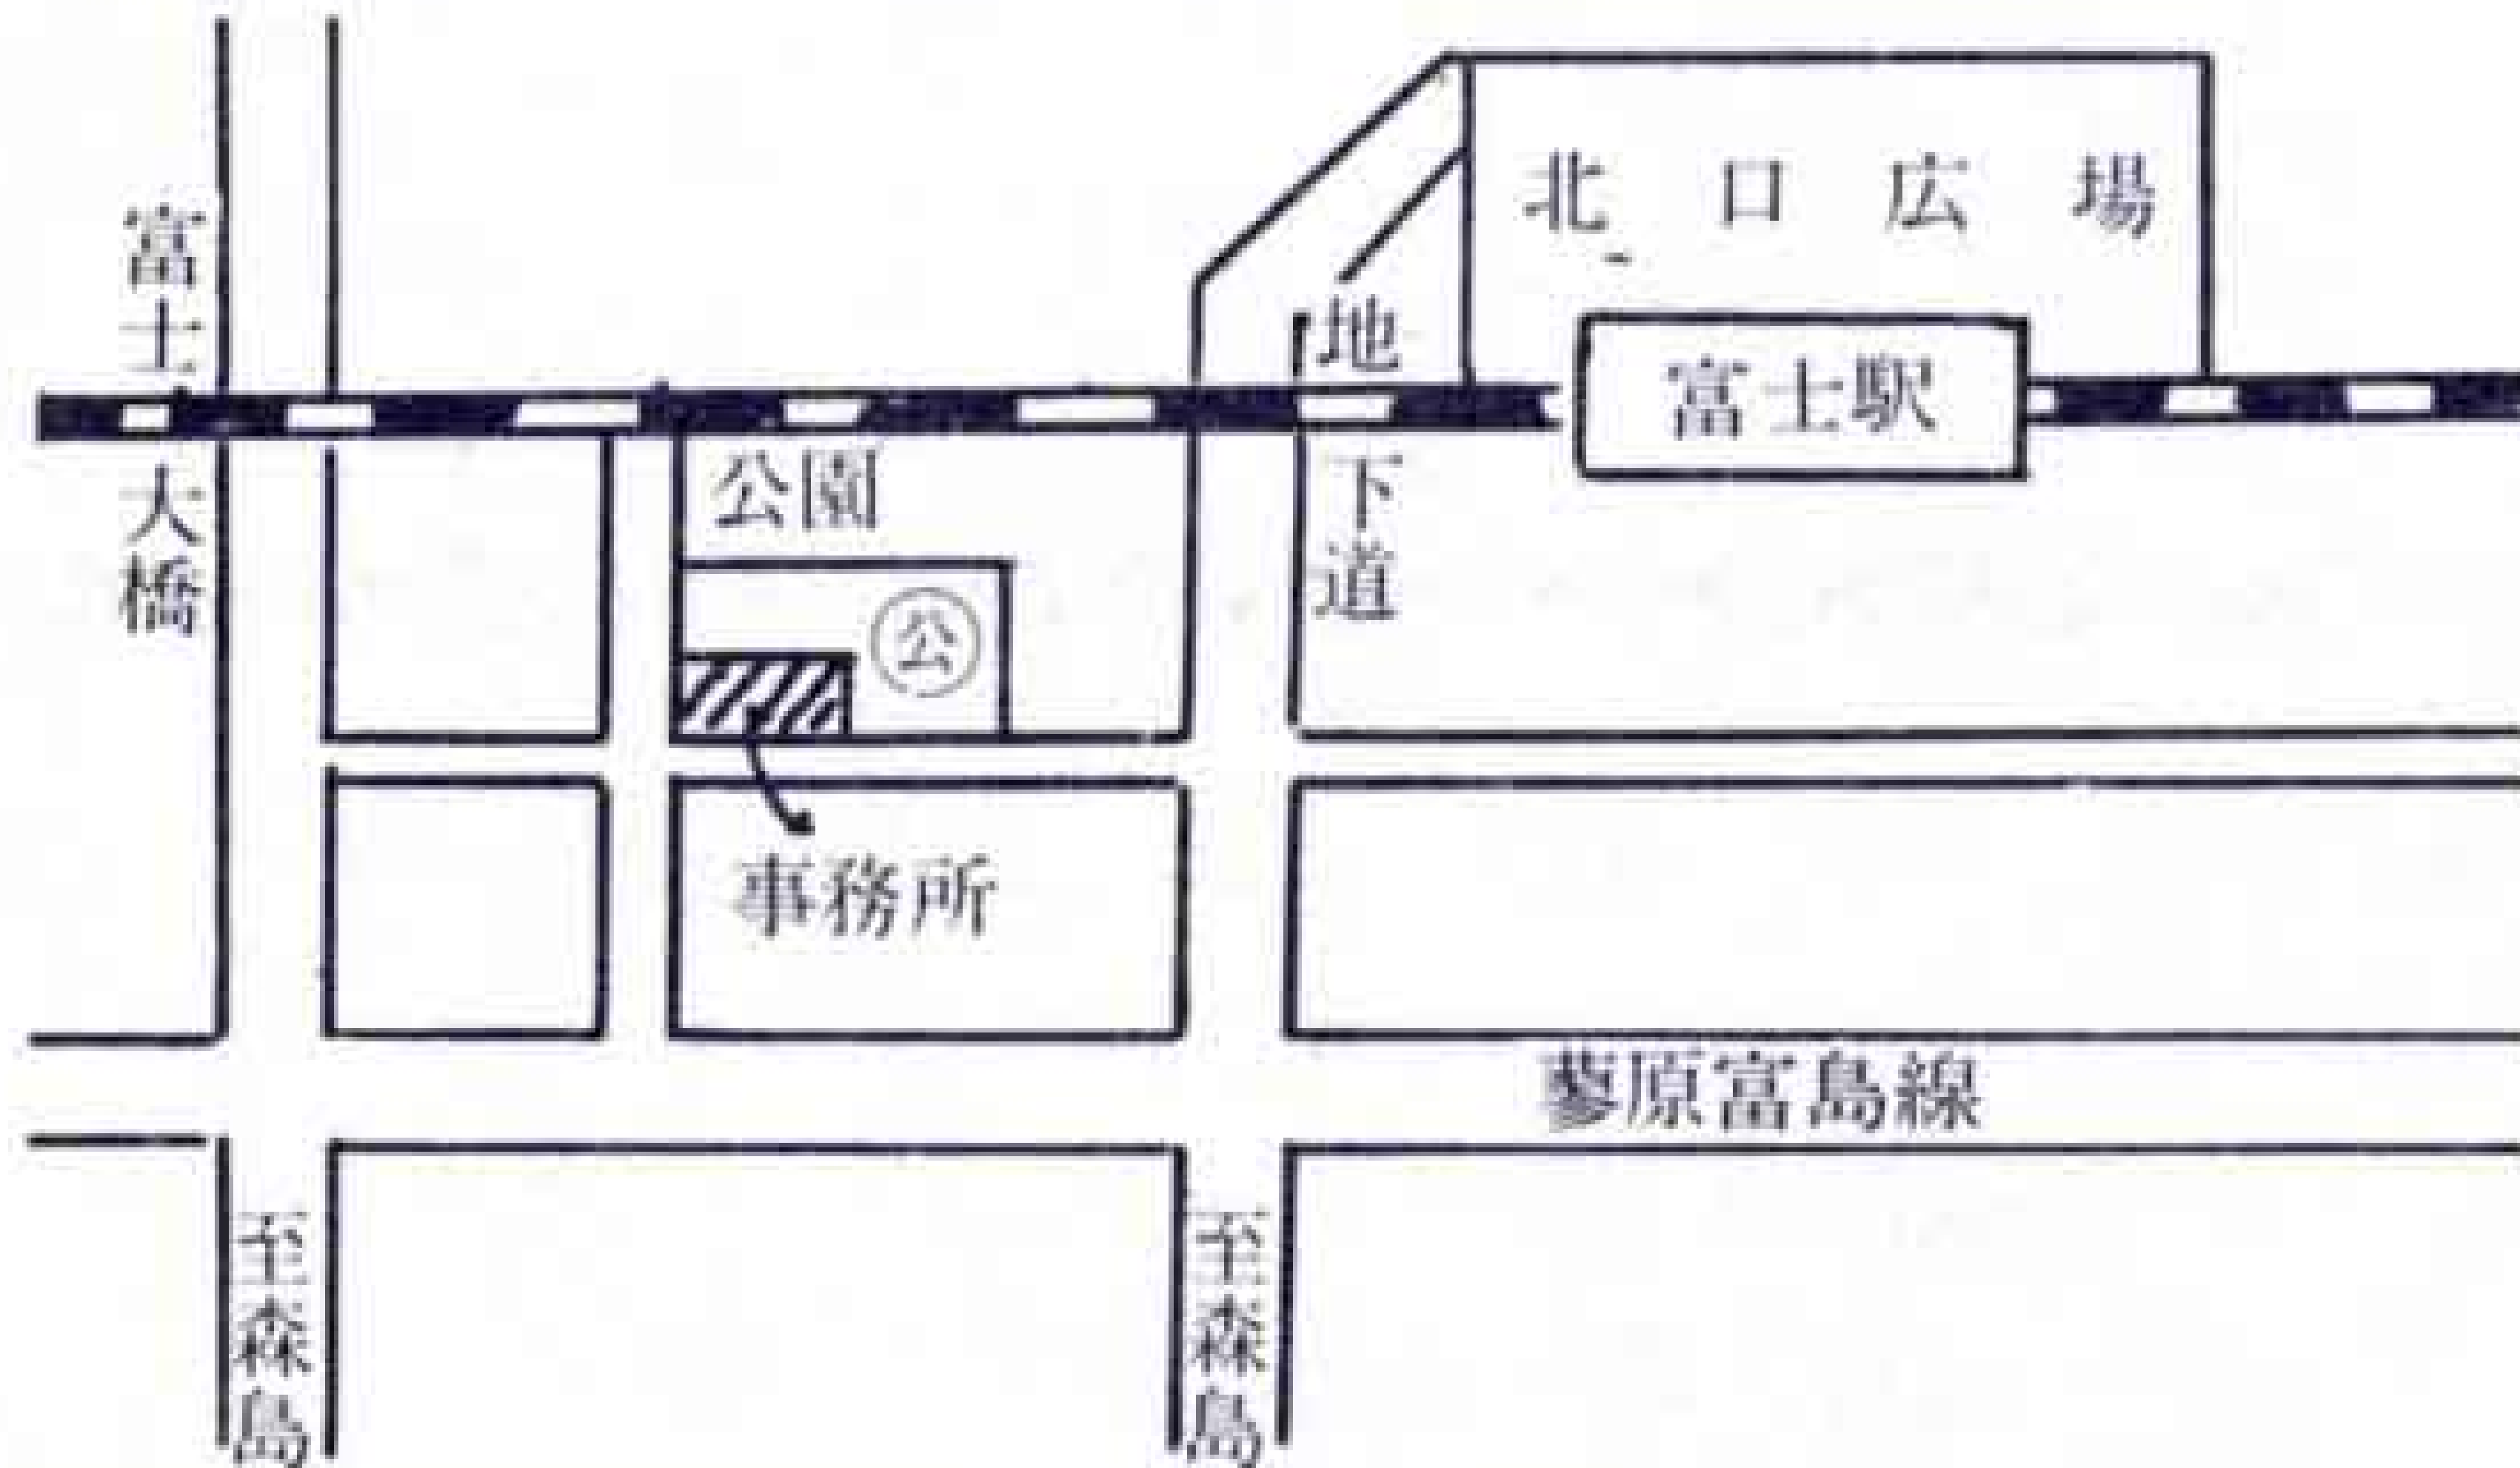 北口広場
富士大橋
地下道
富士駅
公園
公
事務所
蓼原富島線
至森島
至森島